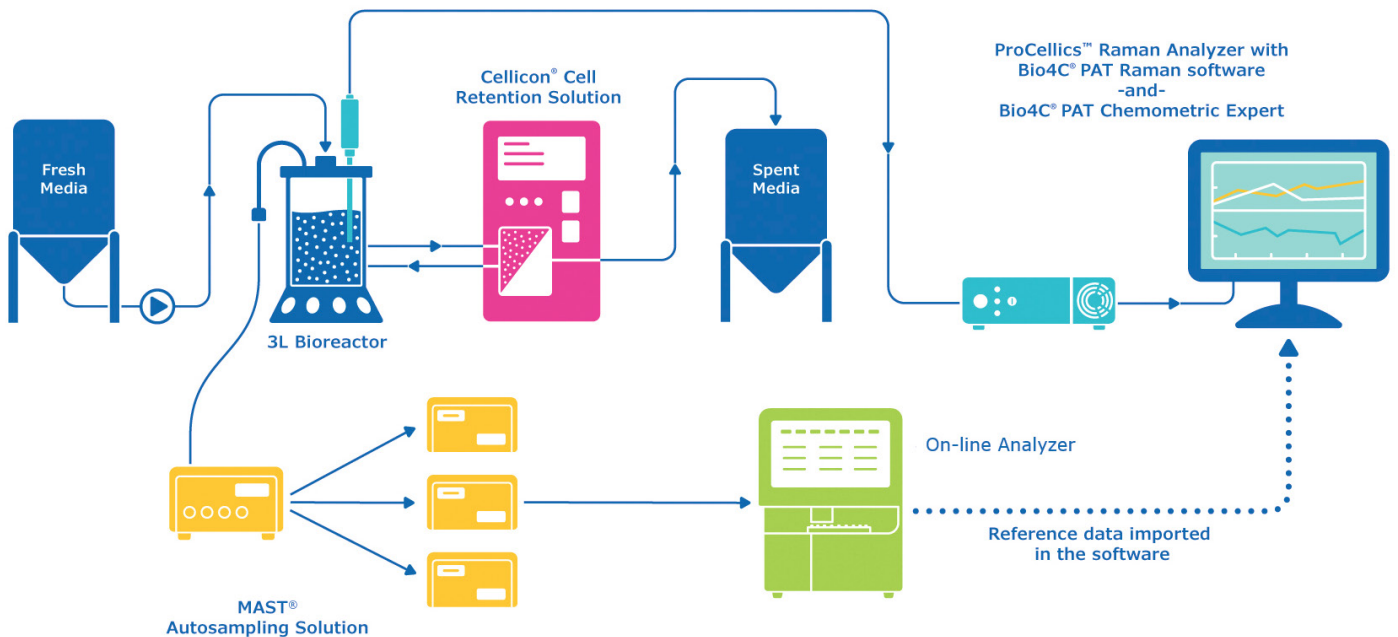 ProCellics™ Raman Analyzer with
Bio4C® PAT Raman software
-and-
Bio4C® PAT Chemometric Expert
Cellicon® Cell
Retention Solution
Fresh
Media
Spent
Media
3L Bioreactor
On-line Analyzer
Reference data imported
in the software
MAST®
Autosampling Solution